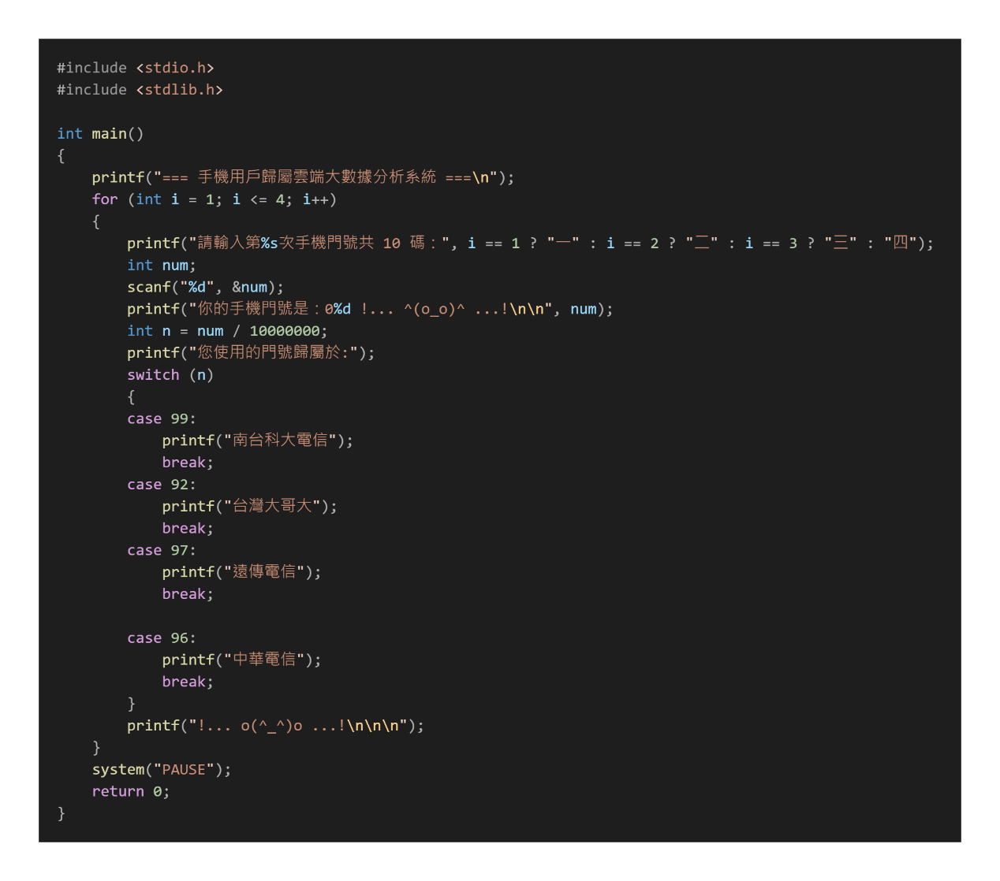 #include <stdio.h>
#include <stdlib.h>

int main()
{
    printf("=== 手機用戶歸屬雲端大數據分析系統 ===\n");
    for (int i = 1; i <= 4; i++)
    {
        printf("請輸入第%s次手機門號共 10 碼：", i == 1 ? "一" : i == 2 ? "二" : i == 3 ? "三" : "四");
        int num;
        scanf("%d", &num);
        printf("你的手機門號是：0%d !... ^(o_o)^ ...!\n\n", num);
        int n = num / 10000000;
        printf("您使用的門號歸屬於:");
        switch (n)
        {
        case 99:
            printf("南台科大電信");
            break;
        case 92:
            printf("台灣大哥大");
            break;
        case 97:
            printf("遠傳電信");
            break;

        case 96:
            printf("中華電信");
            break;
        }
        printf("!... o(^_^)o ...!\n\n\n");
    }
    system("PAUSE");
    return 0;
}